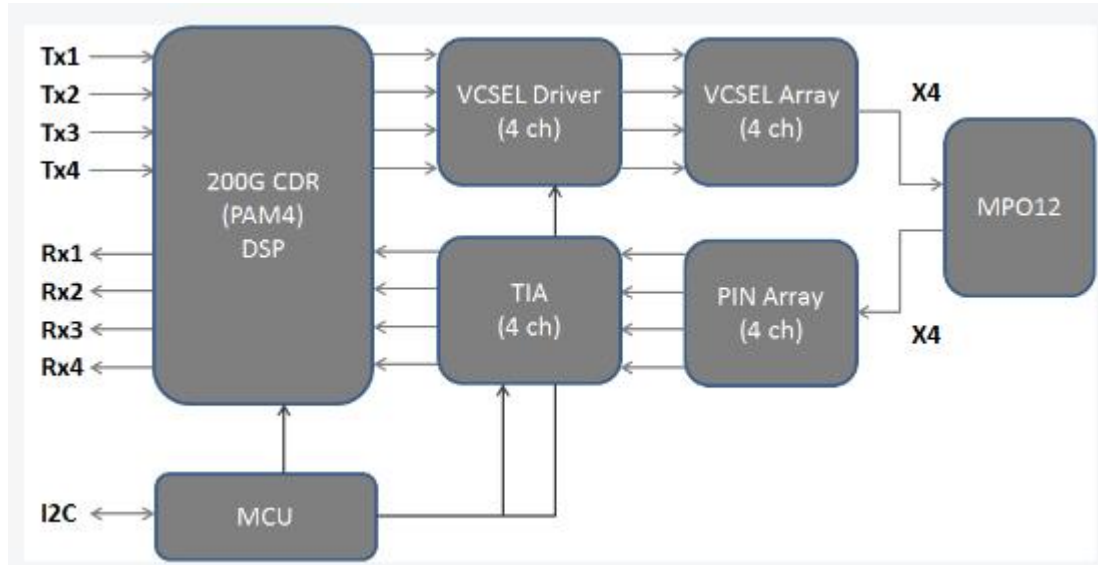 Tx1
Tx2
Tx3
Tx4
Rx1
Rx2
Rx3
Rx4
I2C
200G CDR
(PAM4)
DSP
MCU
VCSEL Driver
(4 ch)
TIA
(4 ch)
VCSEL Array
(4 ch)
PIN Array
(4 ch)
X4
X4
MPO12